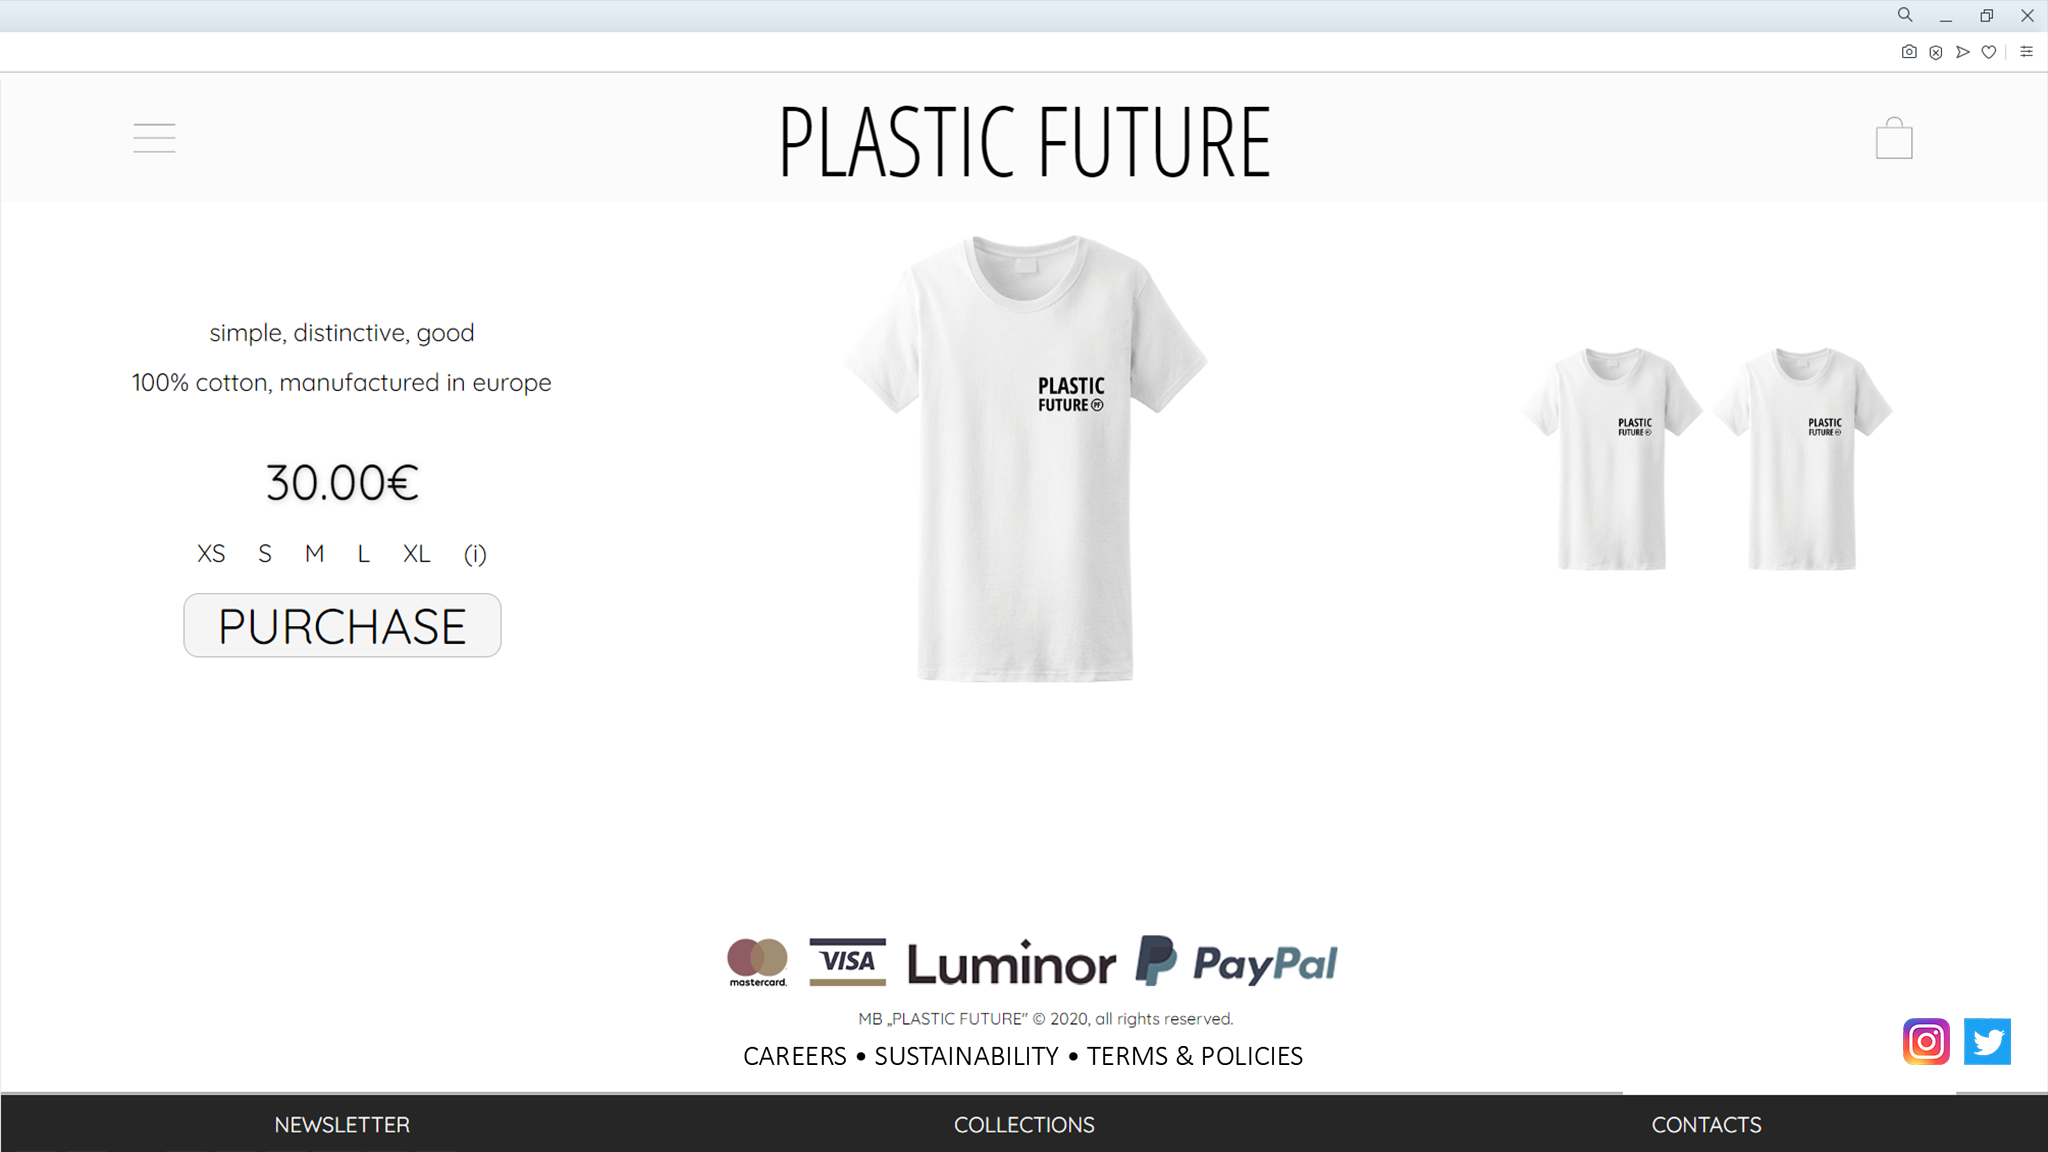 PLASTIC FUTURE
simple, distinctive, good
100% cotton, manufactured in europe
30.00€
XS S M L XL (i)
PURCHASE
PLASTIC
FUTURE PF
PLASTIC
FUTURE
PLASTIC
FUTURE
mastercard.
VISA
Luminor
PayPal
MB „PLASTIC FUTURE" © 2020, all rights reserved.
CAREERS • SUSTAINABILITY • TERMS & POLICIES
NEWSLETTER
COLLECTIONS
CONTACTS